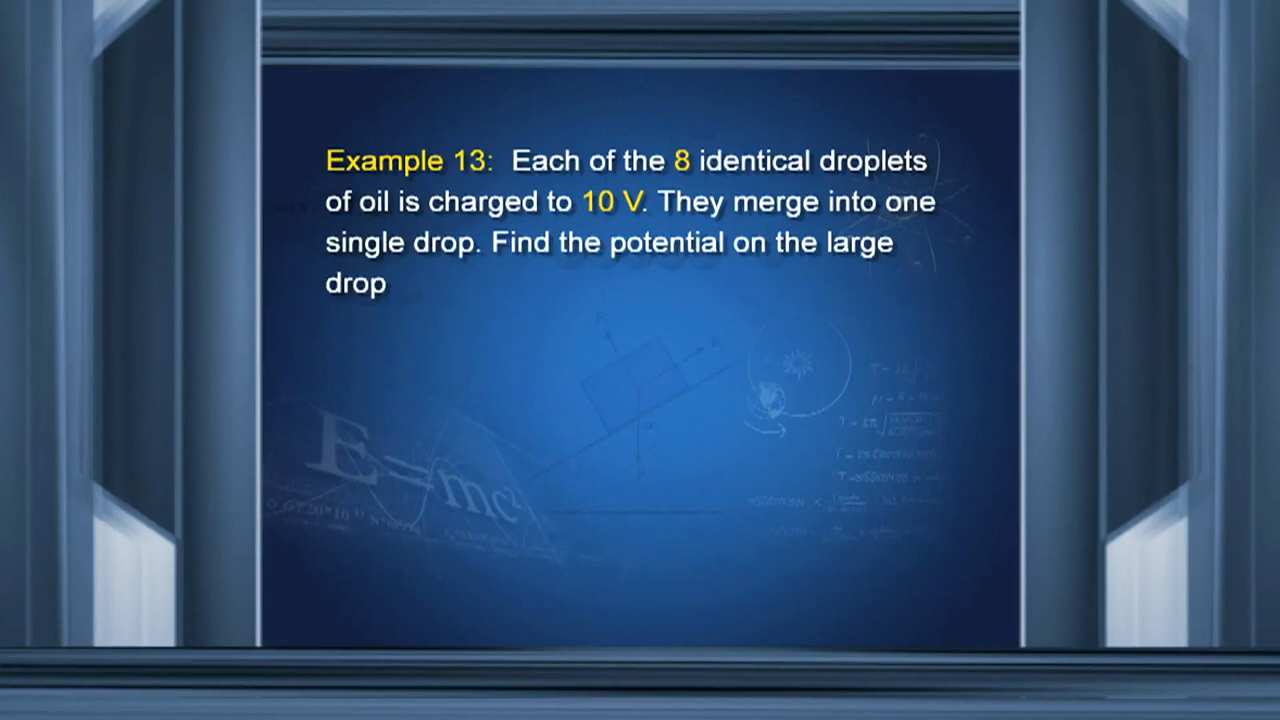 Example 13: Each of the 8 identical droplets
of oil is charged to 10 V. They merge into one
single drop. Find the potential on the large
drop
E=mc²